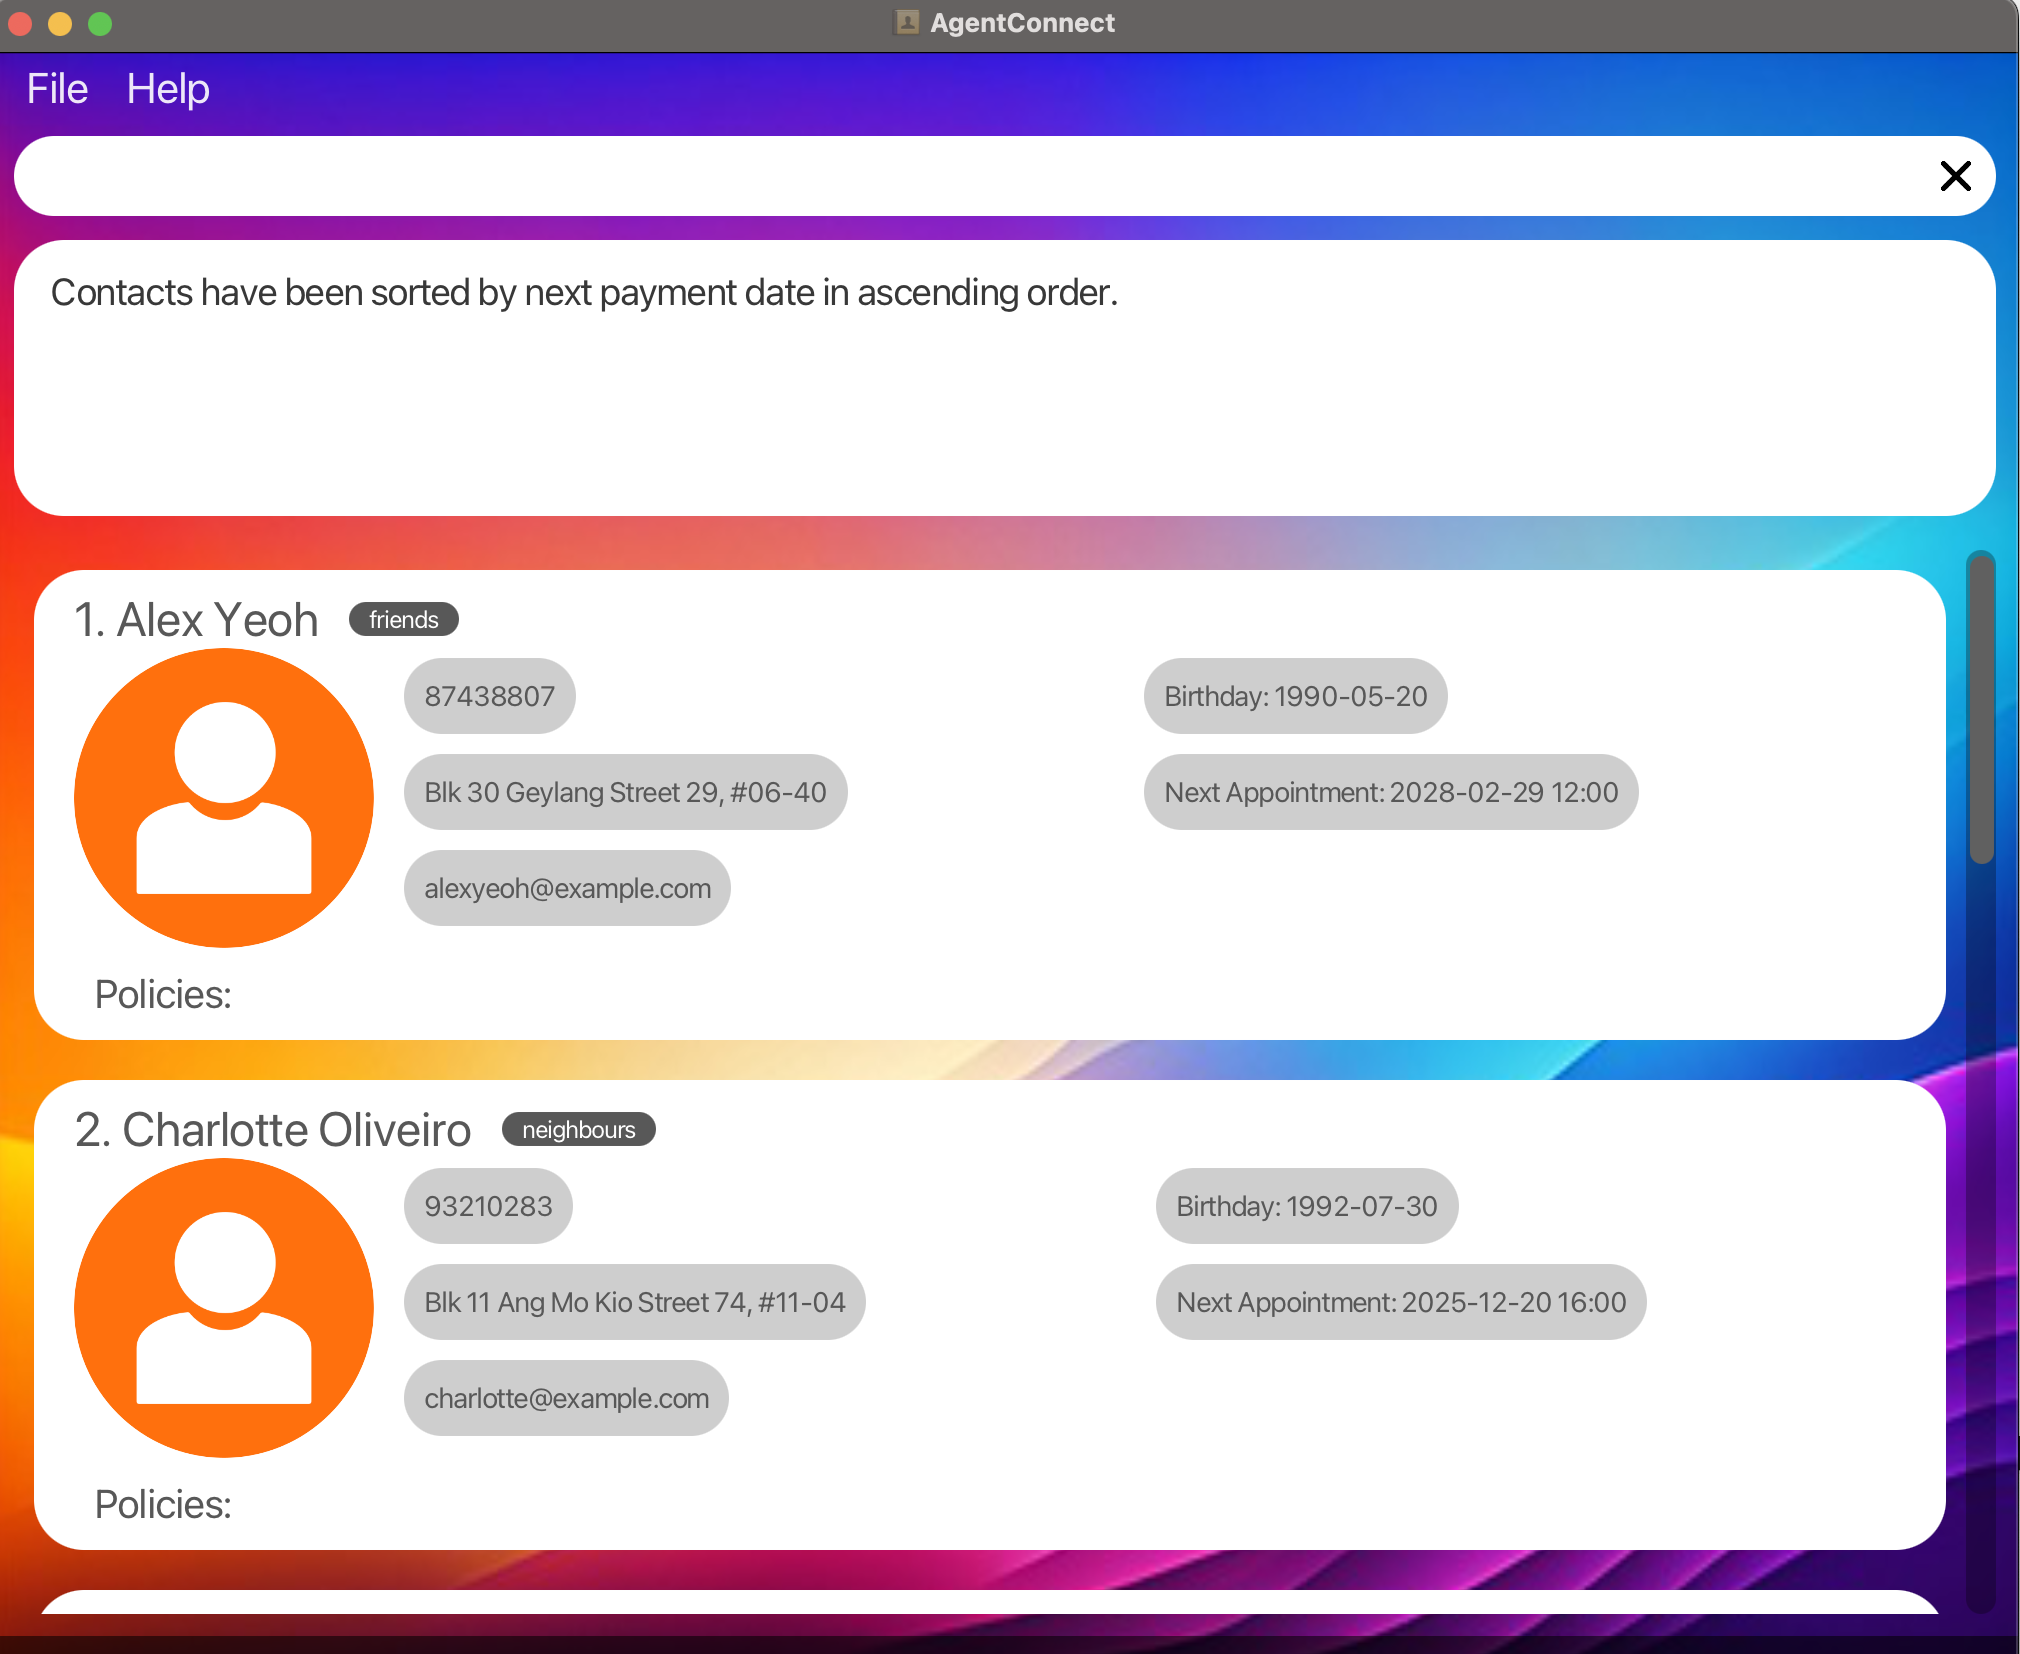 AgentConnect
File Help
Contacts have been sorted by next payment date in ascending order.
1. Alex Yeoh friends
87438807
Birthday: 1990-05-20
Blk 30 Geylang Street 29, #06-40
Next Appointment: 2028-02-29 12:00
alexyeoh@example.com
Policies:
2. Charlotte Oliveiro neighbours
93210283
Birthday: 1992-07-30
Blk 11 Ang Mo Kio Street 74, #11-04
Next Appointment: 2025-12-20 16:00
charlotte@example.com
Policies: